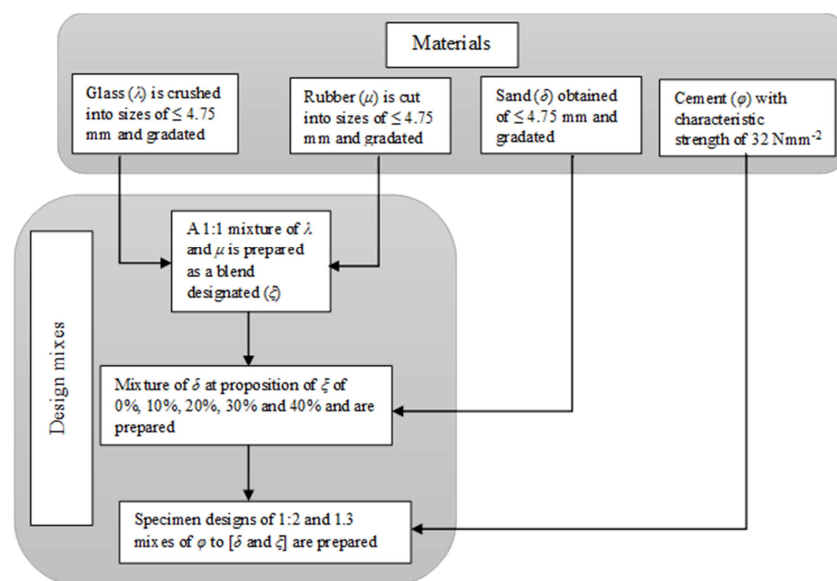 Materials
Glass (λ) is crushed
into sizes of ≤ 4.75
mm and gradated
Rubber (μ) is cut
into sizes of ≤ 4.75
mm and gradated
Sand (δ) obtained
of ≤ 4.75 mm and
gradated
Cement (φ) with
characteristic
strength of 32 Nmm⁻²
Design mixes
A 1:1 mixture of λ
and μ is prepared
as a blend
designated (ξ)
Mixture of δ at proposition of ξ of
0%, 10%, 20%, 30% and 40% and are
prepared
Specimen designs of 1:2 and 1.3
mixes of φ to [δ and ξ] are prepared